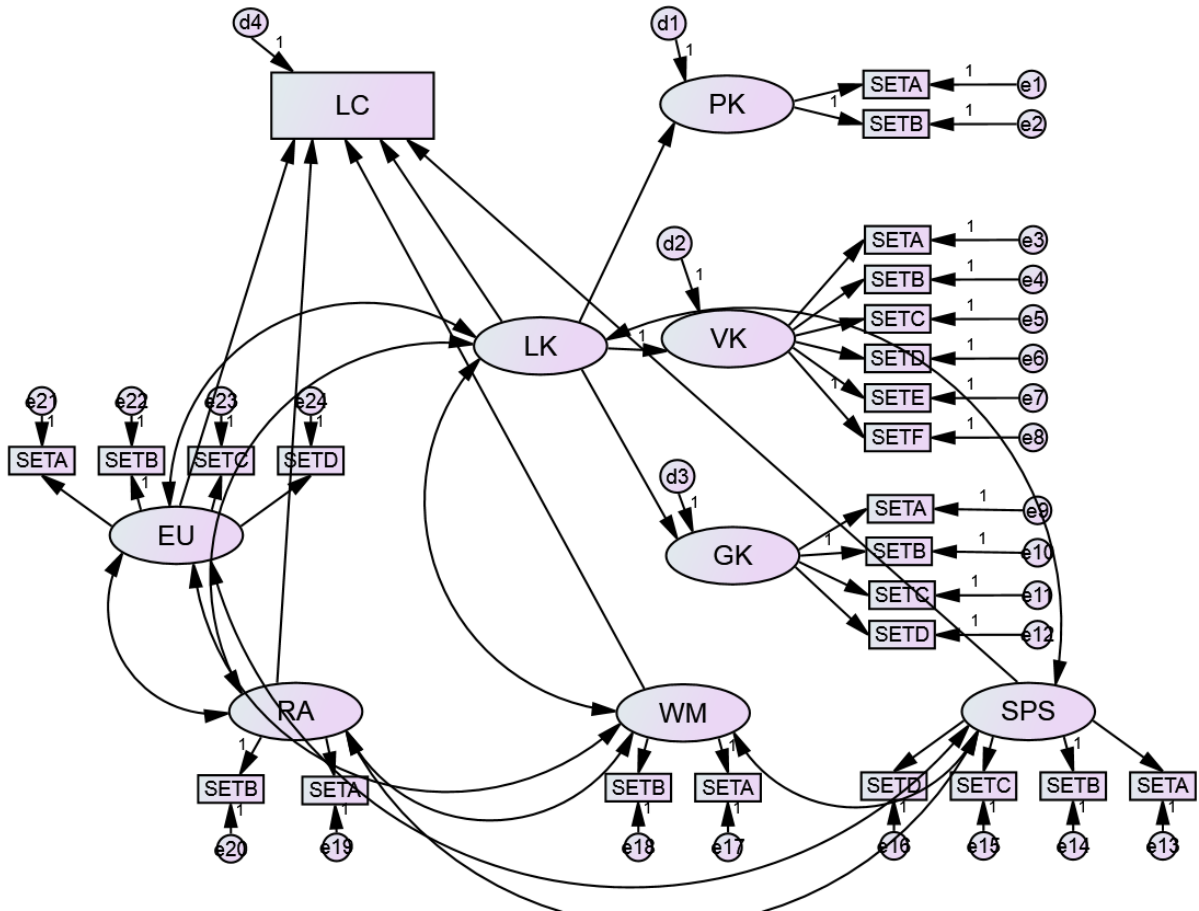 d4
1
LC
d1
1
PK
SETA
1
e1
1
SETB
1
e2
d2
1
VK
SETA
1
e3
SETB
1
e4
SETC
1
e5
SETD
1
e6
1
SETE
1
e7
SETF
1
e8
LK
1
d3
1
GK
SETA
1
e9
1
SETB
1
e10
SETC
1
e11
SETD
1
e12
e21
e22
e23
e24
1
1
1
1
SETA
SETB
SETC
SETD
1
EU
RA
1
SETB
SETA
1
1
e20
e19
WM
1
SETB
SETA
1
1
e18
e17
SPS
1
SETD
SETC
SETB
SETA
1
1
1
1
e16
e15
e14
e13